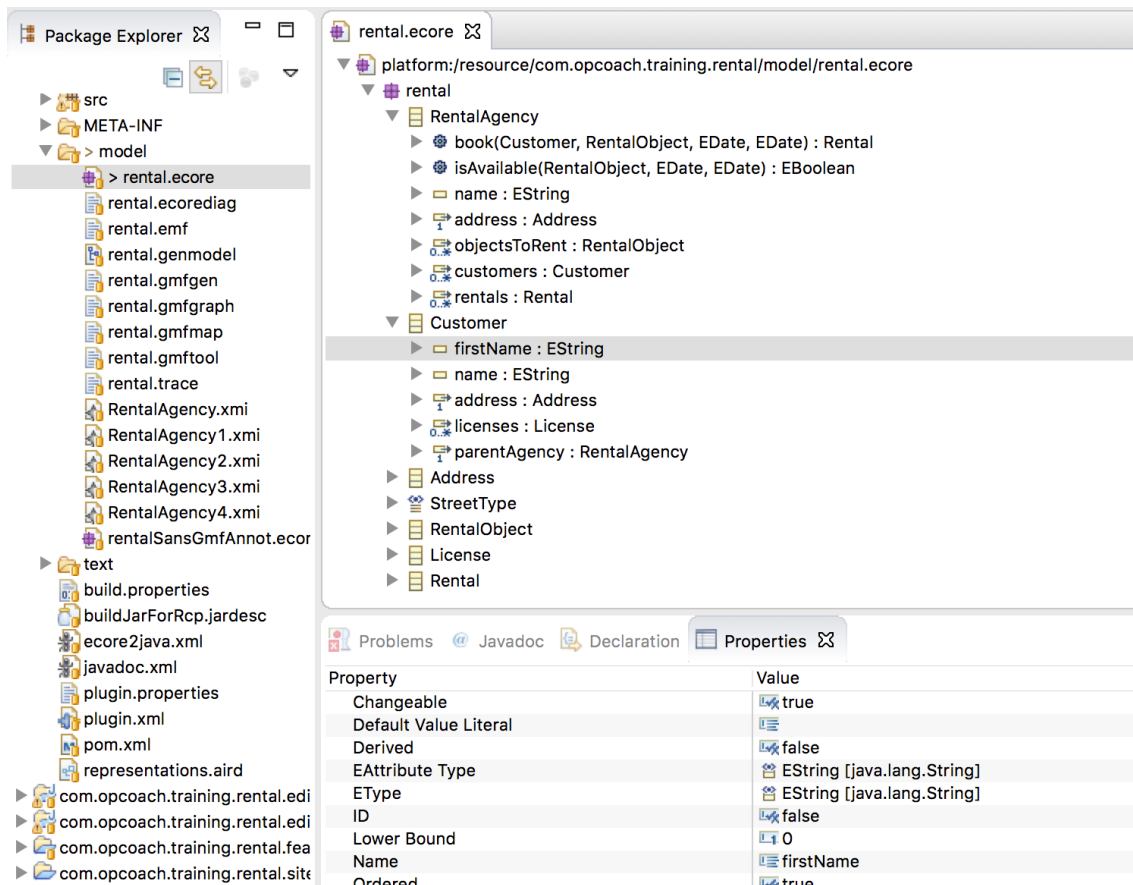 Package Explorer
src
META-INF
> model
> rental.ecore
rental.ecorediag
rental.emf
rental.genmodel
rental.gmfgen
rental.gmfgraph
rental.gmfmap
rental.gmftool
rental.trace
RentalAgency.xmi
RentalAgency1.xmi
RentalAgency2.xmi
RentalAgency3.xmi
RentalAgency4.xmi
rentalSansGmfAnnot.ecor
text
build.properties
buildJarForRcp.jardesc
ecore2java.xml
javadoc.xml
plugin.properties
plugin.xml
pom.xml
representations.aird
com.opcoach.training.rental.edi
com.opcoach.training.rental.edi
com.opcoach.training.rental.fea
com.opcoach.training.rental.site
rental.ecore
platform:/resource/com.opcoach.training.rental/model/rental.ecore
rental
RentalAgency
book(Customer, RentalObject, EDate, EDate) : Rental
isAvailable(RentalObject, EDate, EDate) : EBoolean
name : EString
address : Address
objectsToRent : RentalObject
customers : Customer
rentals : Rental
Customer
firstName : EString
name : EString
address : Address
licenses : License
parentAgency : RentalAgency
Address
StreetType
RentalObject
License
Rental
Problems @ Javadoc Declaration Properties
Property Value
Changeable true
Default Value Literal
Derived false
EAttribute Type EString [java.lang.String]
EType EString [java.lang.String]
ID false
Lower Bound 0
Name firstName
Ordered true